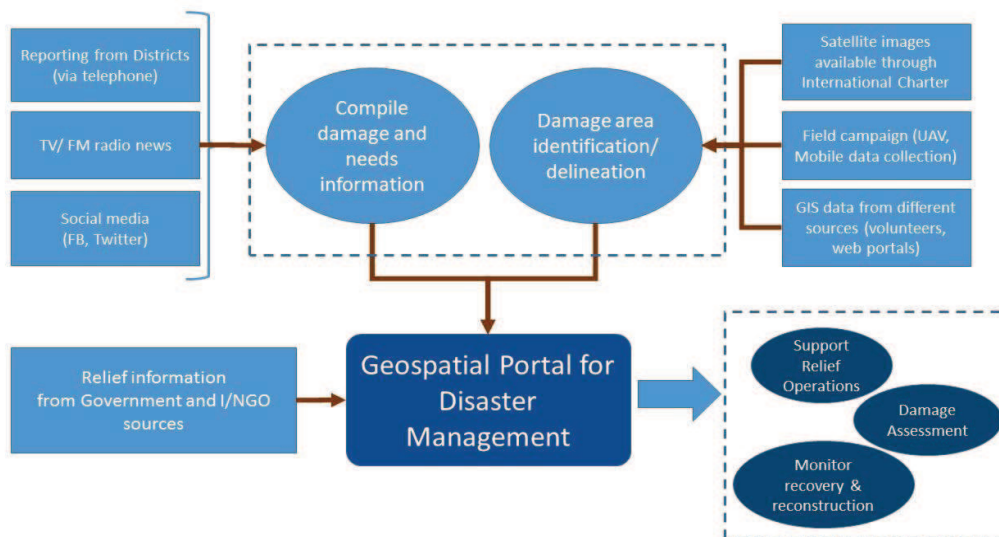 Reporting from Districts
(via telephone)
TV/ FM radio news
Social media
(FB, Twitter)
Compile
damage and
needs
information
Damage area
identification/
delineation
Satellite images
available through
International Charter
Field campaign (UAV,
Mobile data collection)
GIS data from different
sources (volunteers,
web portals)
Relief information
from Government and I/NGO
sources
Geospatial Portal for
Disaster
Management
Support
Relief
Operations
Damage
Assessment
Monitor
recovery &
reconstruction